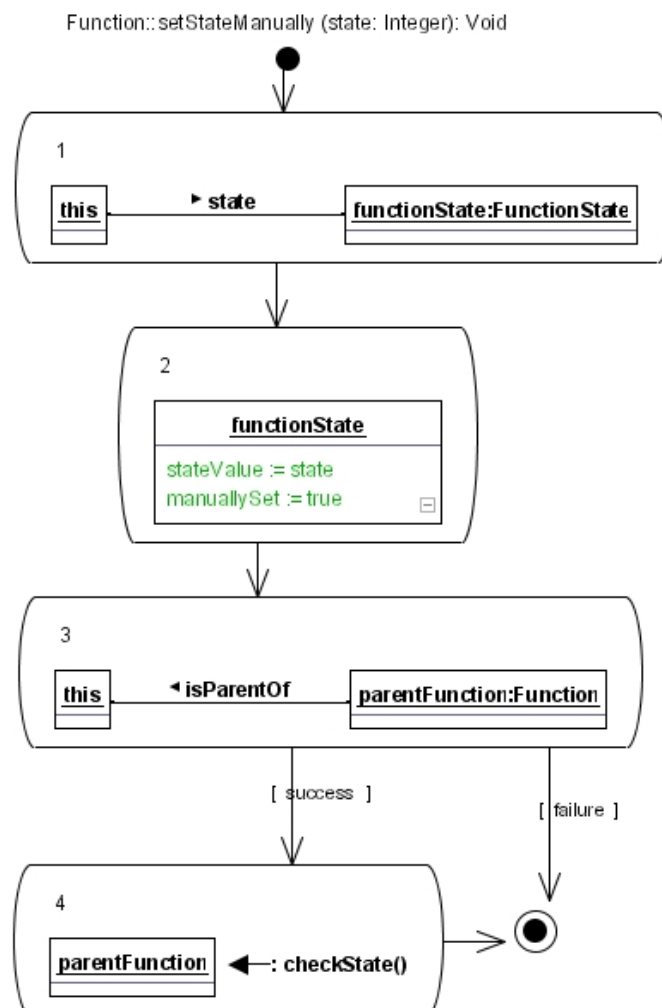 Function::setStateManually (state: Integer): Void
1
this
state
functionState:FunctionState
2
functionState
stateValue := state
manuallySet := true
3
this
isParentOf
parentFunction:Function
[ success ]
[ failure ]
4
parentFunction
: checkState()